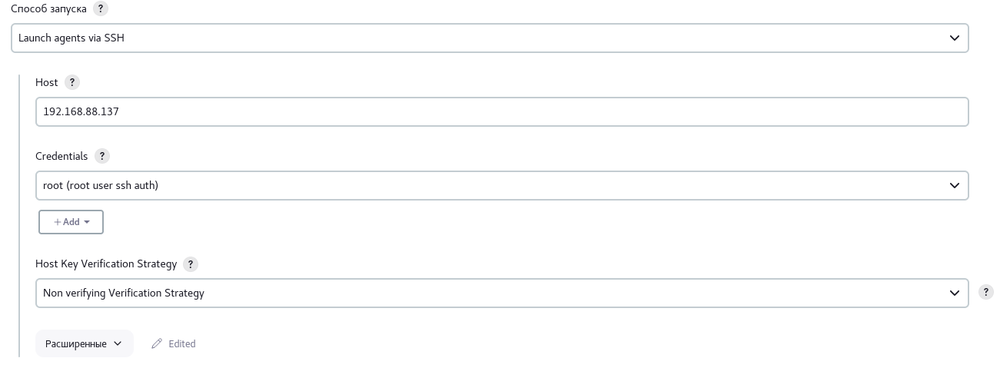 Способ запуска ?
Launch agents via SSH
Host ?
192.168.88.137
Credentials ?
root (root user ssh auth)
+ Add
Host Key Verification Strategy ?
Non verifying Verification Strategy
?
Расширенные
Edited